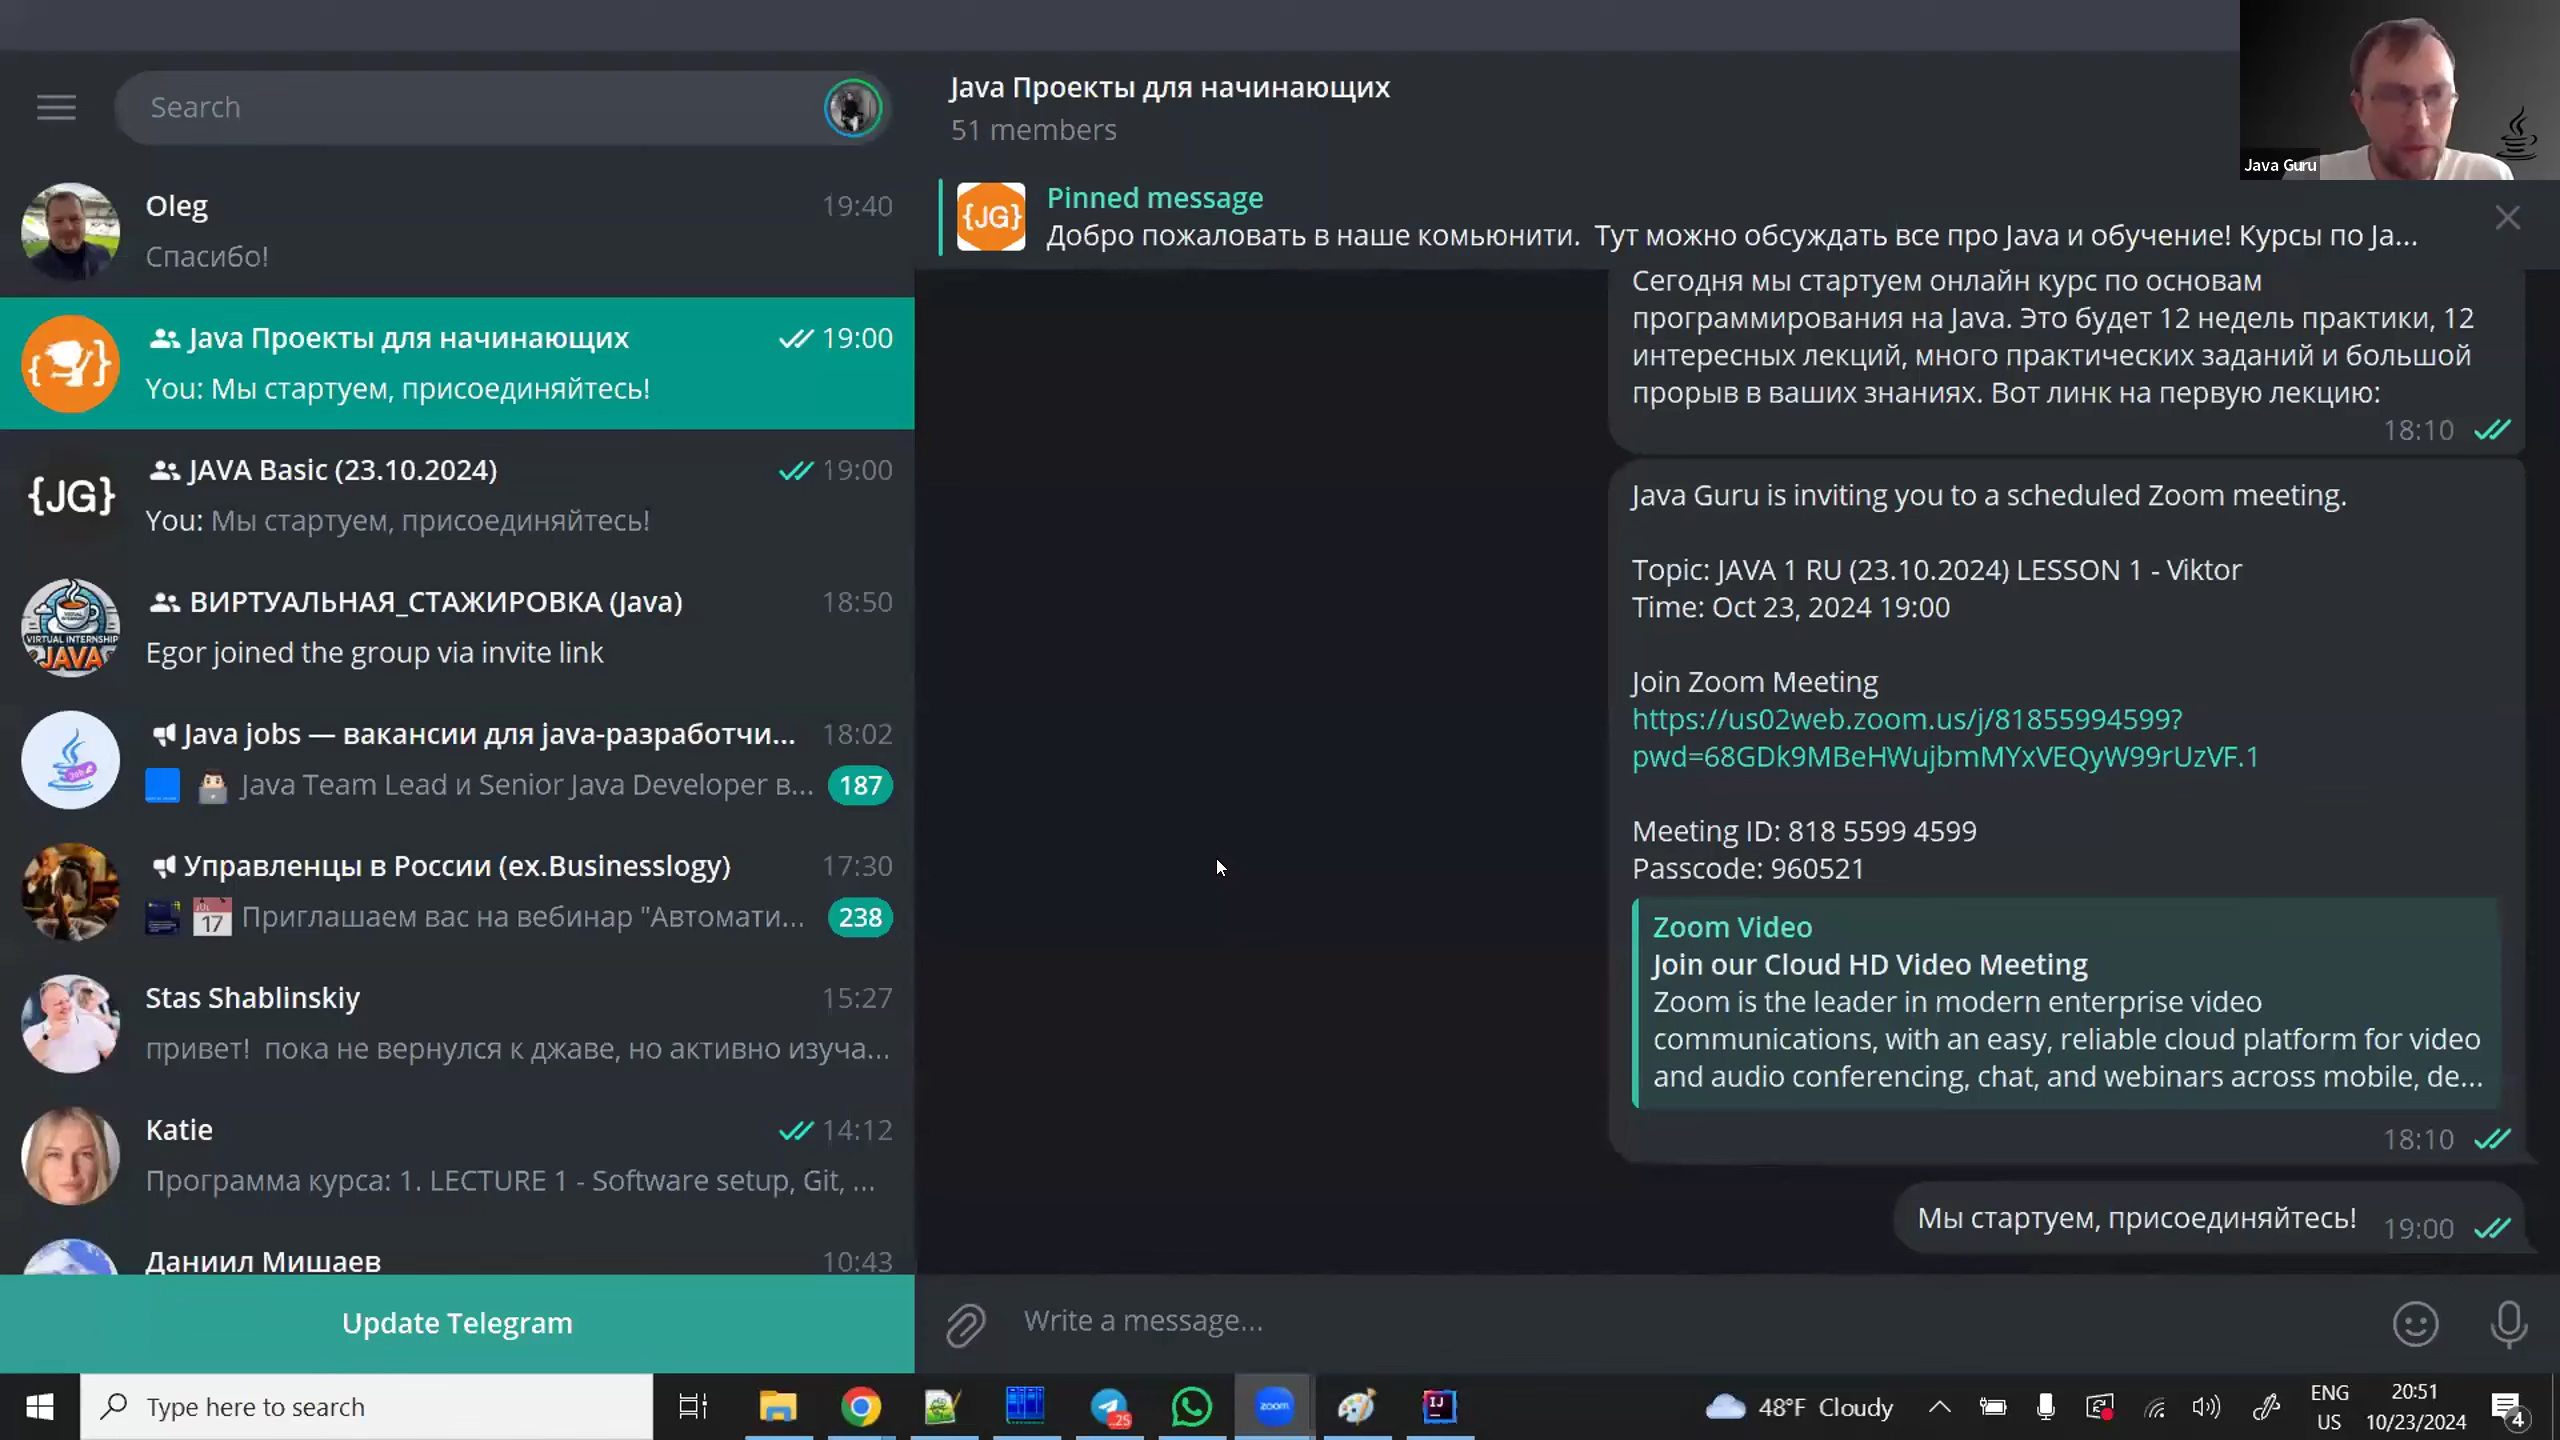 Search
Oleg
19:40
Спасибо!
Java Проекты для начинающих
19:00
You: Мы стартуем, присоединяйтесь!
{JG}
JAVA Basic (23.10.2024)
19:00
You: Мы стартуем, присоединяйтесь!
VIRTUAL INTERNSHIP
JAVA
ВИРТУАЛЬНАЯ_СТАЖИРОВКА (Java)
18:50
Egor joined the group via invite link
Java jobs — вакансии для java-разработчи...
18:02
Java Team Lead и Senior Java Developer в...
187
Управленцы в России (ex.Businesslogy)
17:30
JUL
17
Приглашаем вас на вебинар "Автомати...
238
Stas Shablinskiy
15:27
привет! пока не вернулся к джаве, но активно изуча...
Katie
14:12
Программа курса: 1. LECTURE 1 - Software setup, Git, ...
Даниил Мишаев
10:43
Update Telegram
Java Проекты для начинающих
51 members
{JG}
Pinned message
Добро пожаловать в наше комьюнити. Тут можно обсуждать все про Java и обучение! Курсы по Ja...
Java Guru
Сегодня мы стартуем онлайн курс по основам
программирования на Java. Это будет 12 недель практики, 12
интересных лекций, много практических заданий и большой
прорыв в ваших знаниях. Вот линк на первую лекцию:
18:10
Java Guru is inviting you to a scheduled Zoom meeting.
Topic: JAVA 1 RU (23.10.2024) LESSON 1 - Viktor
Time: Oct 23, 2024 19:00
Join Zoom Meeting
https://us02web.zoom.us/j/81855994599?
pwd=68GDk9MBeHWujbmMYxVEQyW99rUzVF.1
Meeting ID: 818 5599 4599
Passcode: 960521
Zoom Video
Join our Cloud HD Video Meeting
Zoom is the leader in modern enterprise video
communications, with an easy, reliable cloud platform for video
and audio conferencing, chat, and webinars across mobile, de...
18:10
Мы стартуем, присоединяйтесь!
19:00
Write a message...
Type here to search
25
zoom
IJ
48°F Cloudy
ENG
US
20:51
10/23/2024
4